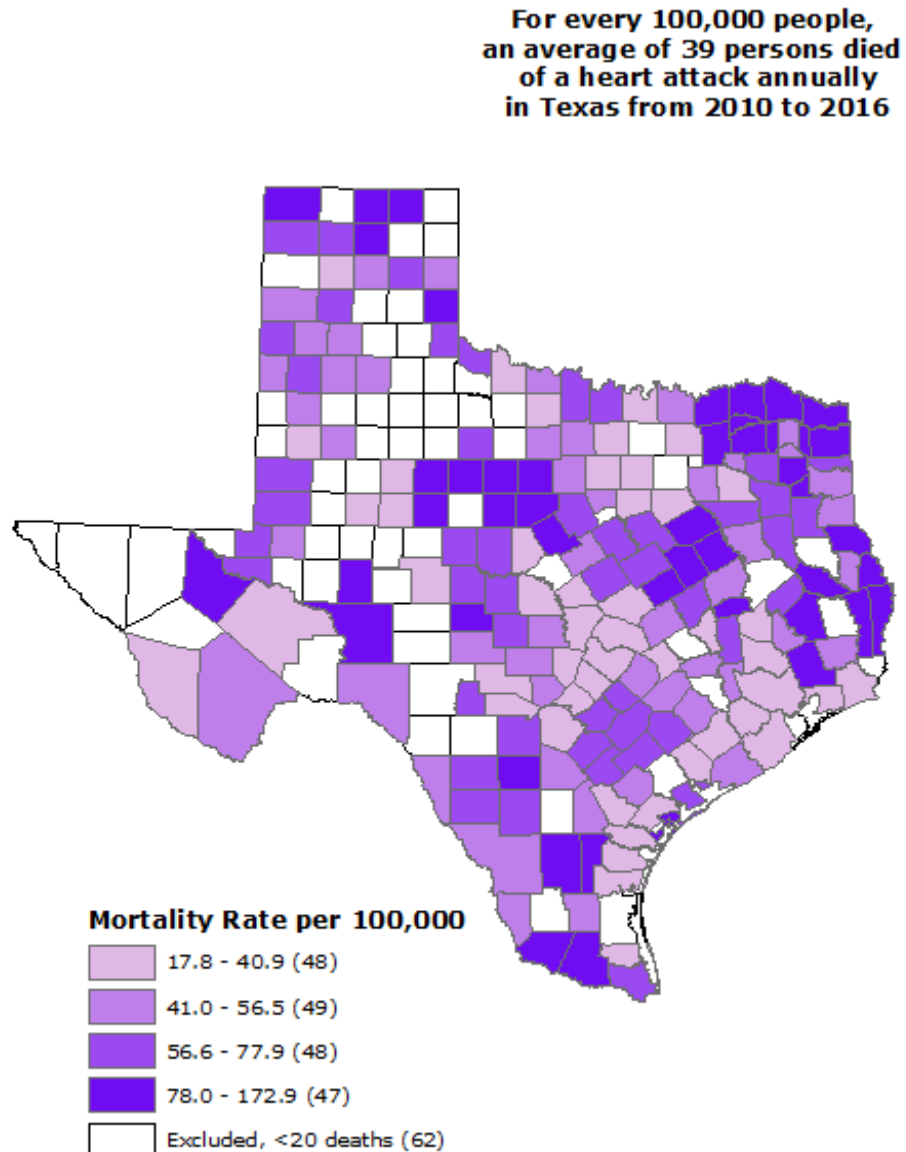 For every 100,000 people,
an average of 39 persons died
of a heart attack annually
in Texas from 2010 to 2016
Mortality Rate per 100,000
17.8 - 40.9 (48)
41.0 - 56.5 (49)
56.6 - 77.9 (48)
78.0 - 172.9 (47)
Excluded, <20 deaths (62)